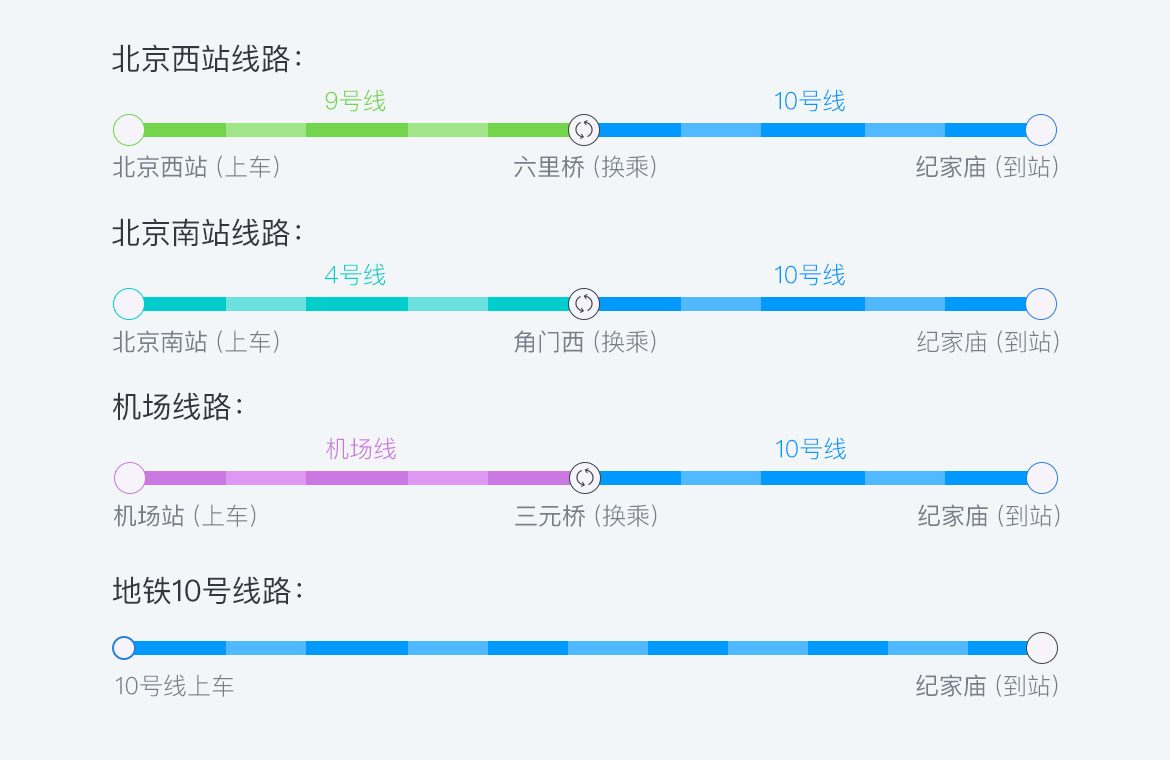 北京西站线路：
9号线 10号线
北京西站（上车） 六里桥（换乘） 纪家庙（到站）
北京南站线路：
4号线 10号线
北京南站（上车） 角门西（换乘） 纪家庙（到站）
机场线路：
机场线 10号线
机场站（上车） 三元桥（换乘） 纪家庙（到站）
地铁10号线路：
10号线上车 纪家庙（到站）